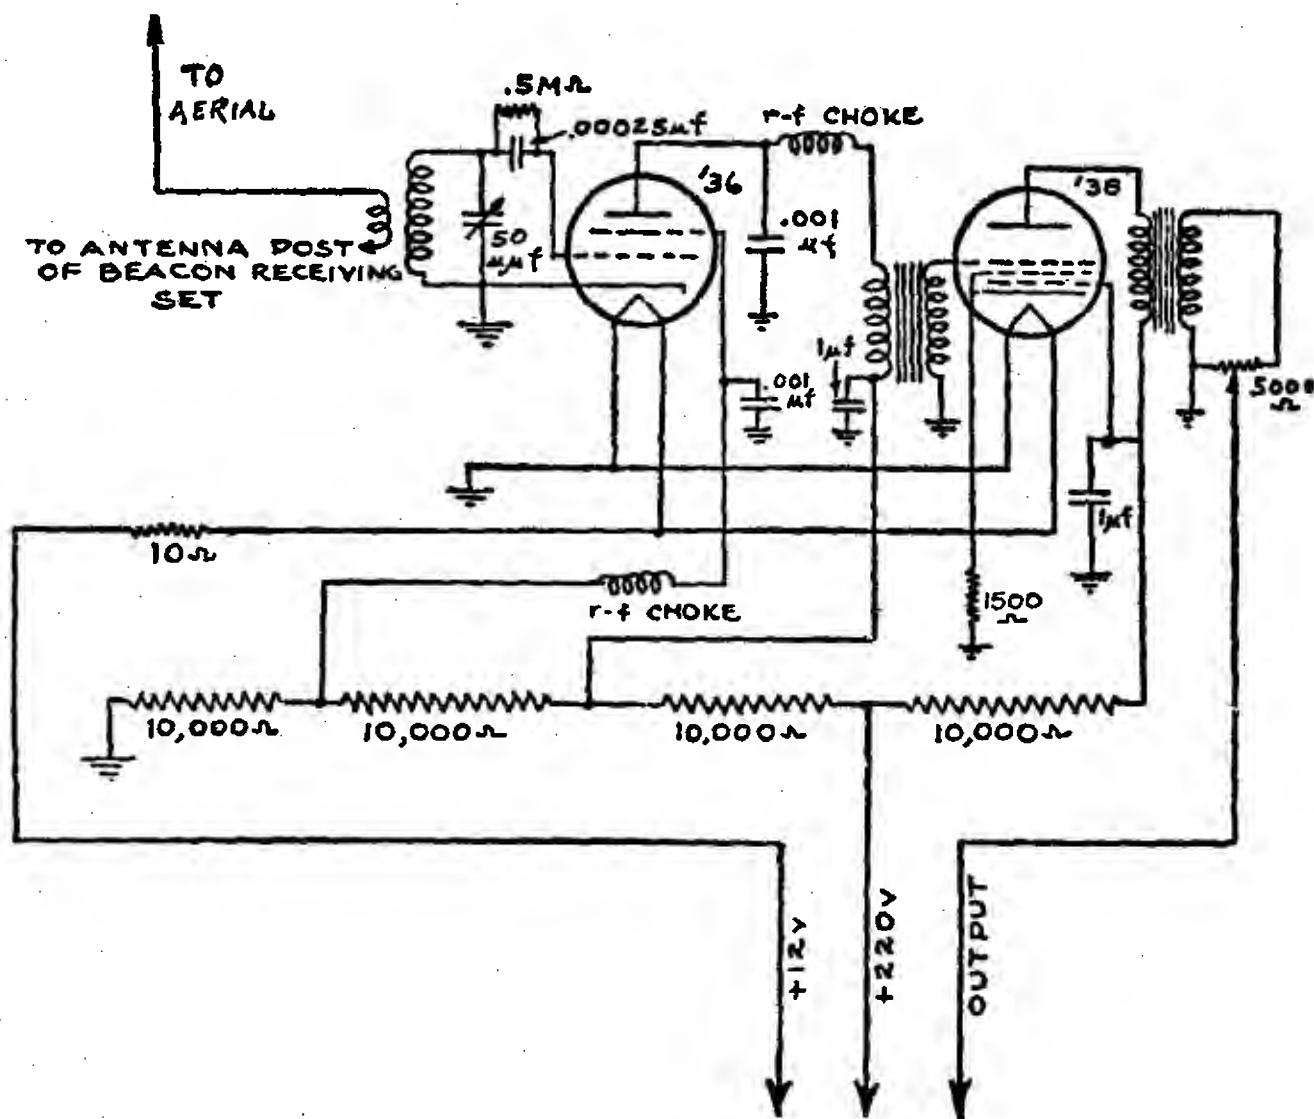 TO
AERIAL
.5MΩ
.00025μf
r-f CHOKE
'36
'38
50
μμf
.001
μf
TO ANTENNA POST
OF BEACON RECEIVING
SET
1μf
.001
μf
5000
Ω
1μf
10Ω
r-f CHOKE
1500
Ω
10,000Ω
10,000Ω
10,000Ω
10,000Ω
+12V
+220V
OUTPUT